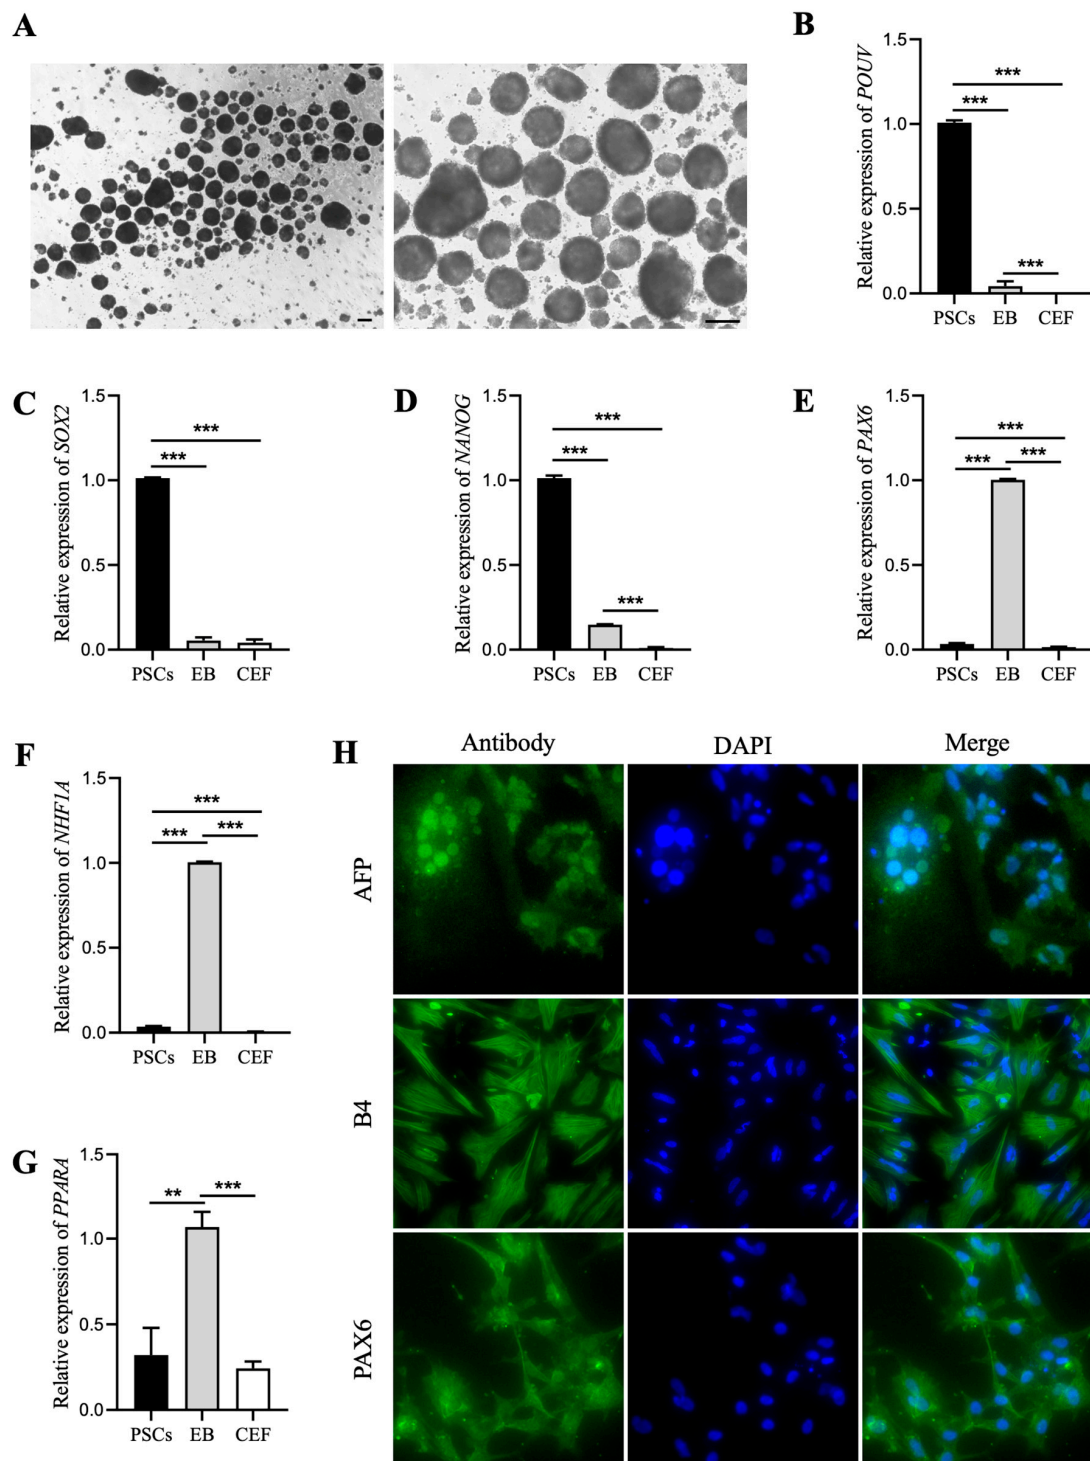 A
B
Relative expression of POUV
1.5
1.0
0.5
0.0
***
***
***
PSCs EB CEF
C
Relative expression of SOX2
1.5
1.0
0.5
0.0
***
***
PSCs EB CEF
D
Relative expression of NANOG
1.5
1.0
0.5
0.0
***
***
***
PSCs EB CEF
E
Relative expression of PAX6
1.5
1.0
0.5
0.0
***
*** ***
PSCs EB CEF
F
Relative expression of NHF1A
1.5
1.0
0.5
0.0
***
*** ***
PSCs EB CEF
G
Relative expression of PPARA
1.5
1.0
0.5
0.0
** ***
PSCs EB CEF
H
Antibody DAPI Merge
AFP
B4
PAX6